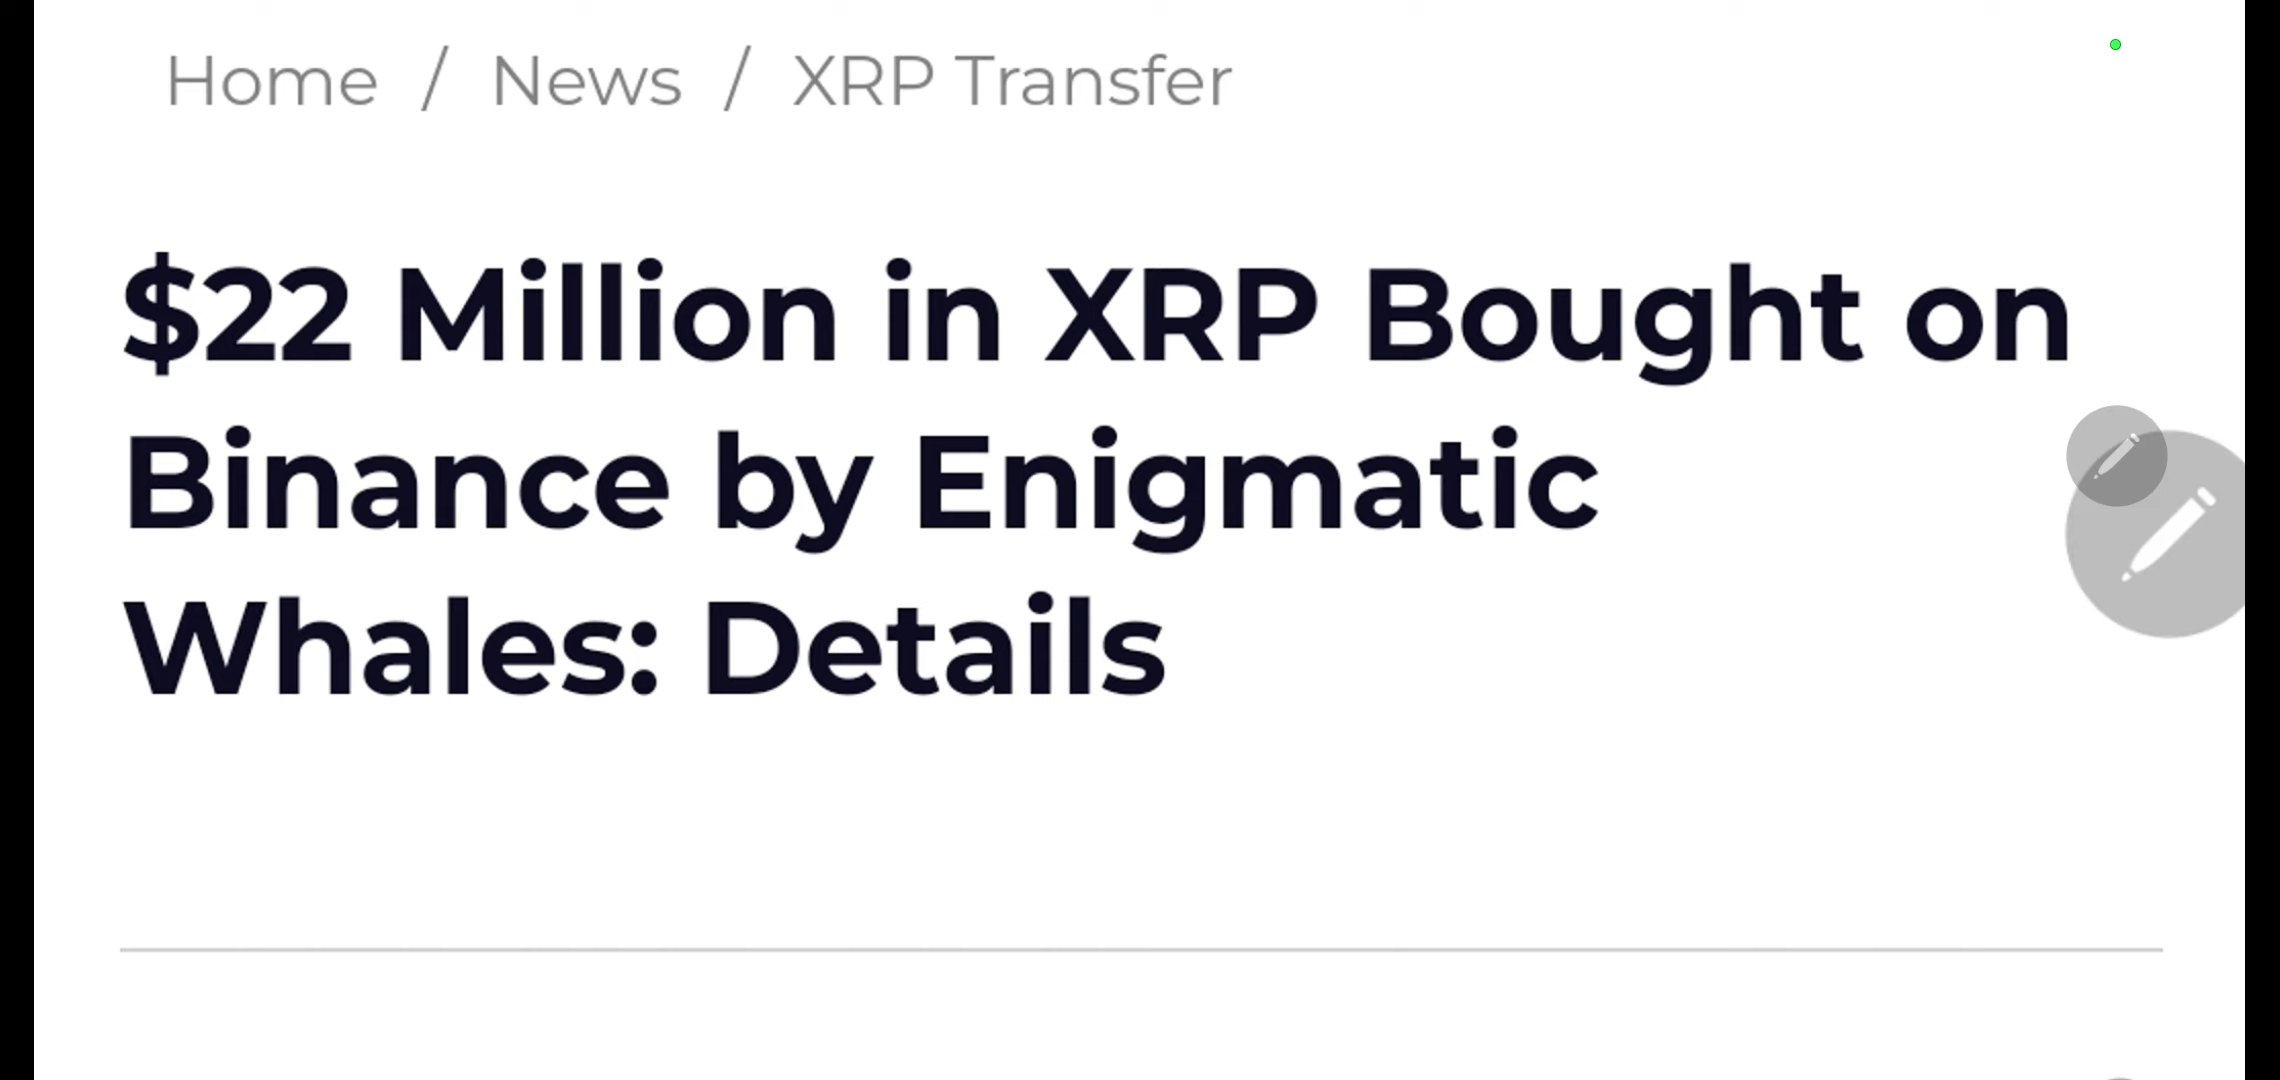 Home / News / XRP Transfer
$22 Million in XRP Bought on
Binance by Enigmatic
Whales: Details